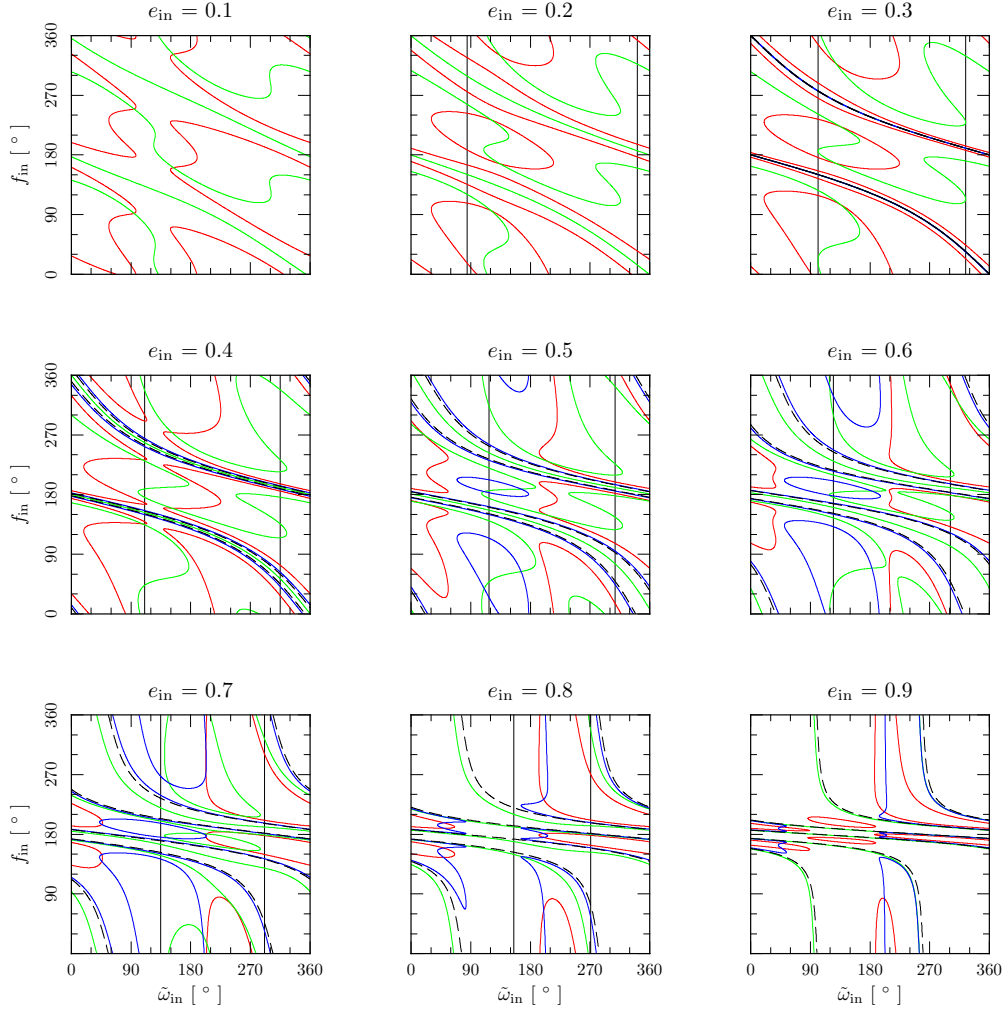 e_in = 0.1 e_in = 0.2 e_in = 0.3
360
270
180
90
0
f_in [ ° ]
e_in = 0.4 e_in = 0.5 e_in = 0.6
360
270
180
90
0
f_in [ ° ]
e_in = 0.7 e_in = 0.8 e_in = 0.9
360
270
180
90
f_in [ ° ]
0 90 180 270 360 0 90 180 270 360 0 90 180 270 360
ω̃_in [ ° ] ω̃_in [ ° ] ω̃_in [ ° ]